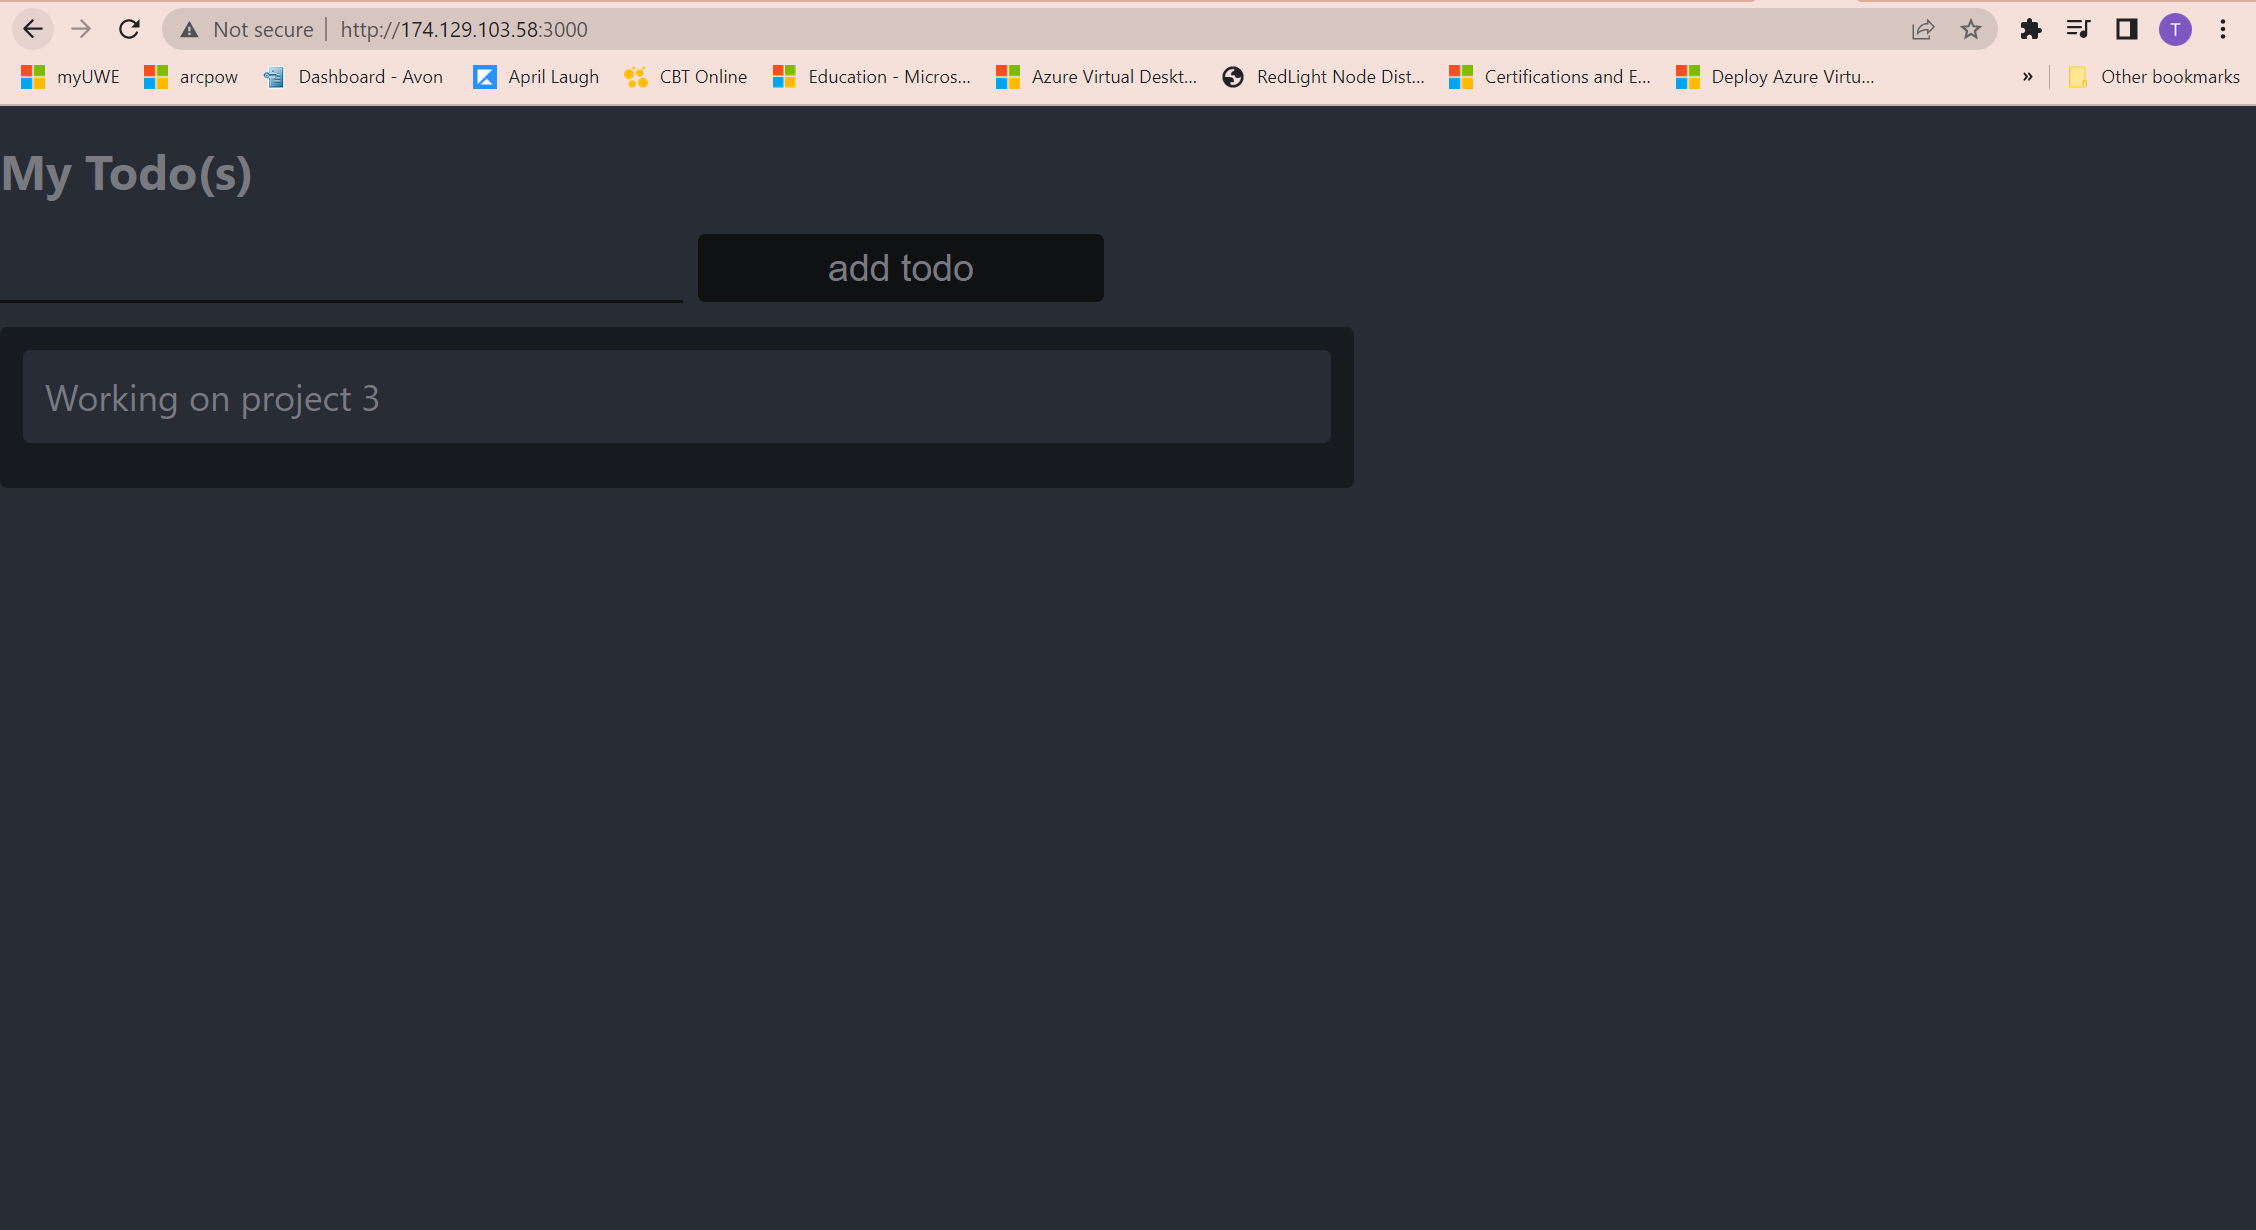 Not secure | http://174.129.103.58:3000
T
myUWE arcpow Dashboard - Avon April Laugh CBT Online Education - Micros... Azure Virtual Deskt... RedLight Node Dist... Certifications and E... Deploy Azure Virtu... » Other bookmarks
My Todo(s)
add todo
Working on project 3